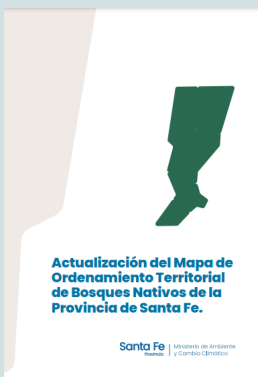 Actualización del Mapa de
Ordenamiento Territorial
de Bosques Nativos de la
Provincia de Santa Fe.
Santa Fe
Provincia
Ministerio de Ambiente
y Cambio Climático